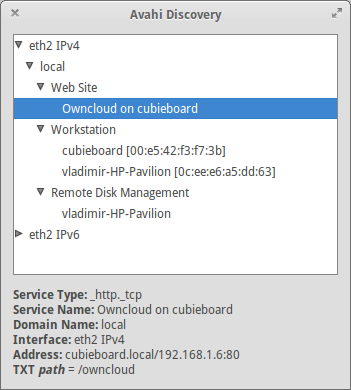 Avahi Discovery
eth2 IPv4
local
Web Site
Owncloud on cubieboard
Workstation
cubieboard [00:e5:42:f3:f7:3b]
vladimir-HP-Pavilion [0c:ee:e6:a5:dd:63]
Remote Disk Management
vladimir-HP-Pavilion
eth2 IPv6
Service Type: _http._tcp
Service Name: Owncloud on cubieboard
Domain Name: local
Interface: eth2 IPv4
Address: cubieboard.local/192.168.1.6:80
TXT path = /owncloud